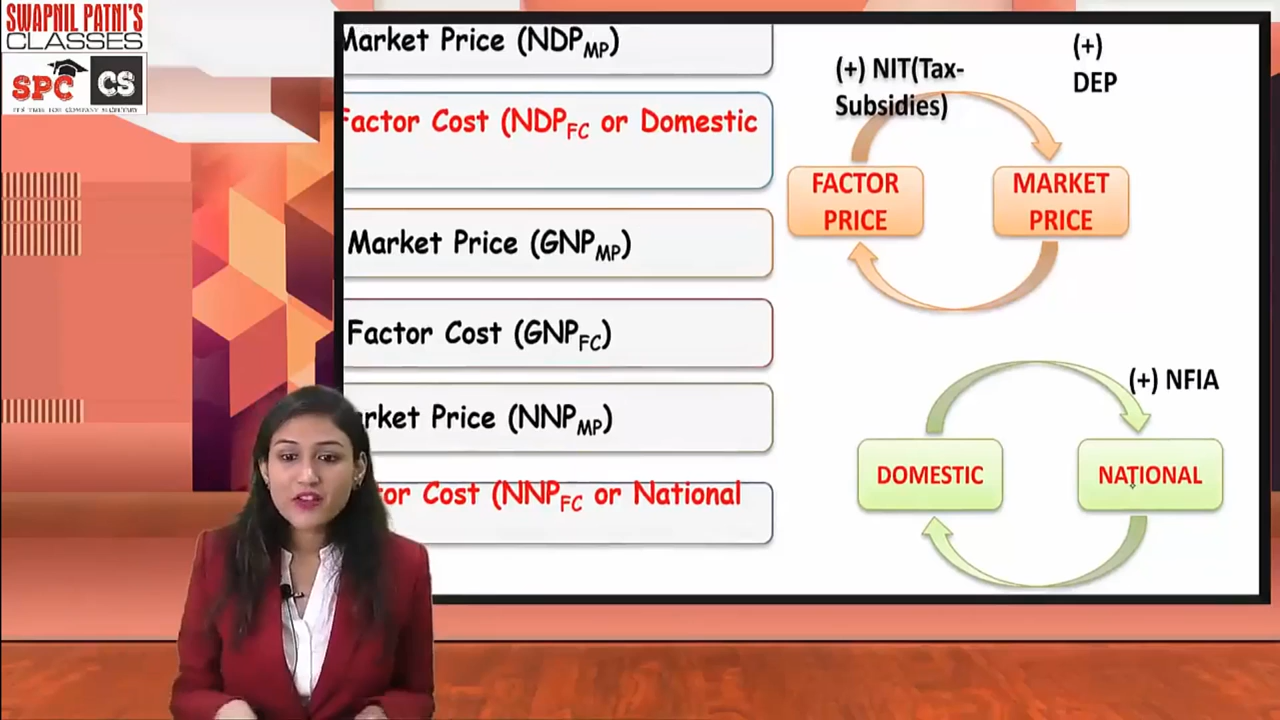 SWAPNIL PATNI'S
CLASSES
SPC CS
Market Price (NDPMP)
Factor Cost (NDPFC or Domestic
Market Price (GNPMP)
Factor Cost (GNPFC)
rket Price (NNPMP)
tor Cost (NNPFC or National
(+) NIT(Tax-
Subsidies)
(+)
DEP
FACTOR
PRICE
MARKET
PRICE
(+) NFIA
DOMESTIC
NATIONAL